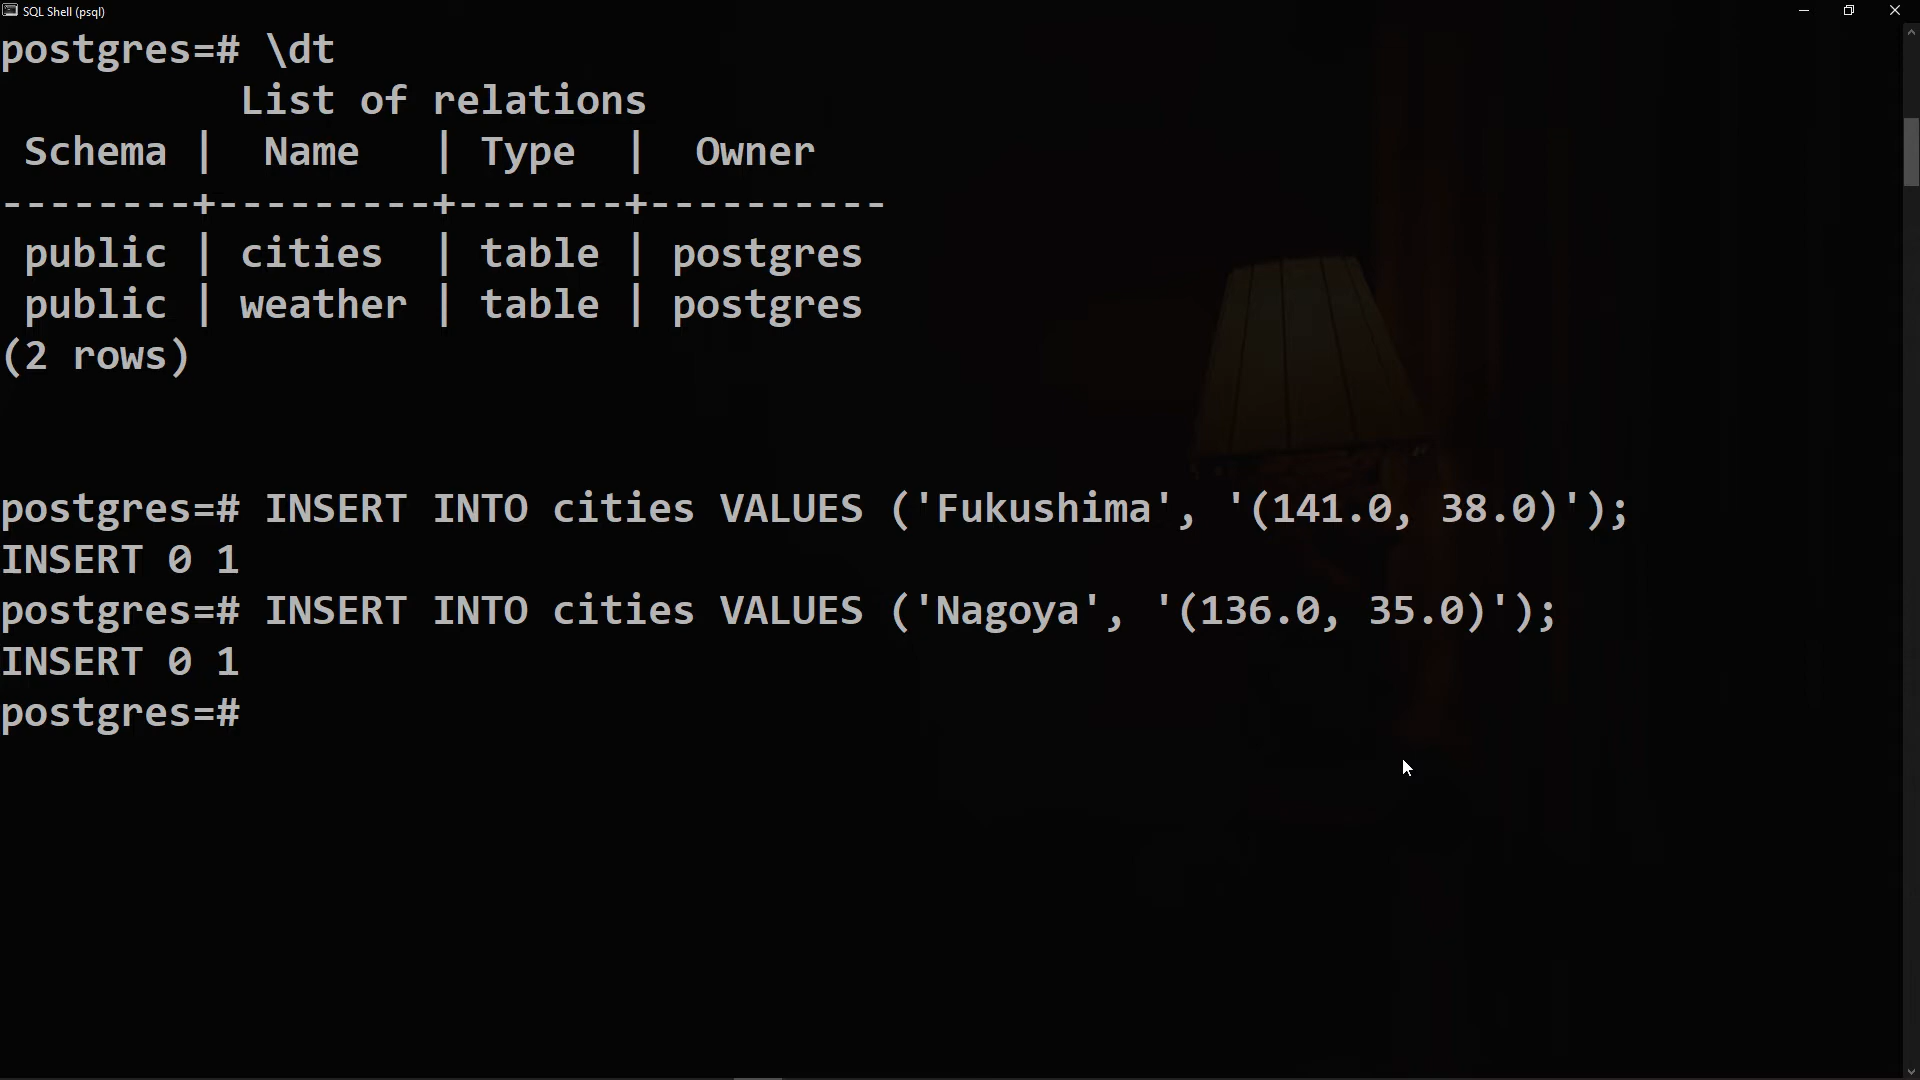 SQL Shell (psql)
postgres=# \dt
List of relations
Schema | Name | Type | Owner
--------+---------+-------+----------
public | cities | table | postgres
public | weather | table | postgres
(2 rows)
postgres=# INSERT INTO cities VALUES ('Fukushima', '(141.0, 38.0)');
INSERT 0 1
postgres=# INSERT INTO cities VALUES ('Nagoya', '(136.0, 35.0)');
INSERT 0 1
postgres=#